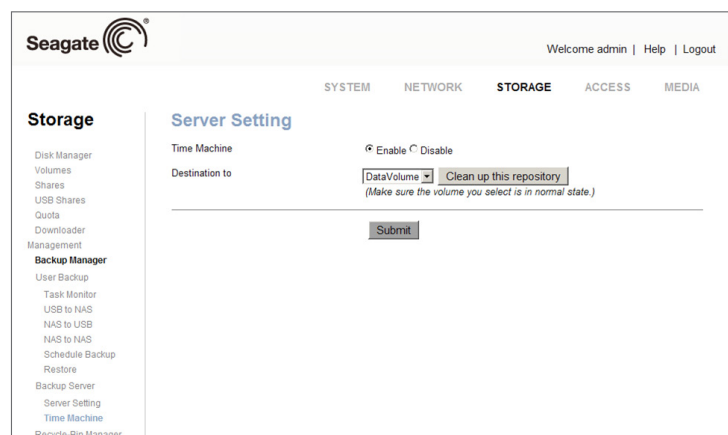 Seagate
Welcome admin | Help | Logout
SYSTEM NETWORK STORAGE ACCESS MEDIA
Storage
Disk Manager
Volumes
Shares
USB Shares
Quota
Downloader
Management
Backup Manager
User Backup
Task Monitor
USB to NAS
NAS to USB
NAS to NAS
Schedule Backup
Restore
Backup Server
Server Setting
Time Machine
Recycle Bin Manager
Server Setting
Time Machine Enable Disable
Destination to DataVolume Clean up this repository
(Make sure the volume you select is in normal state.)
Submit